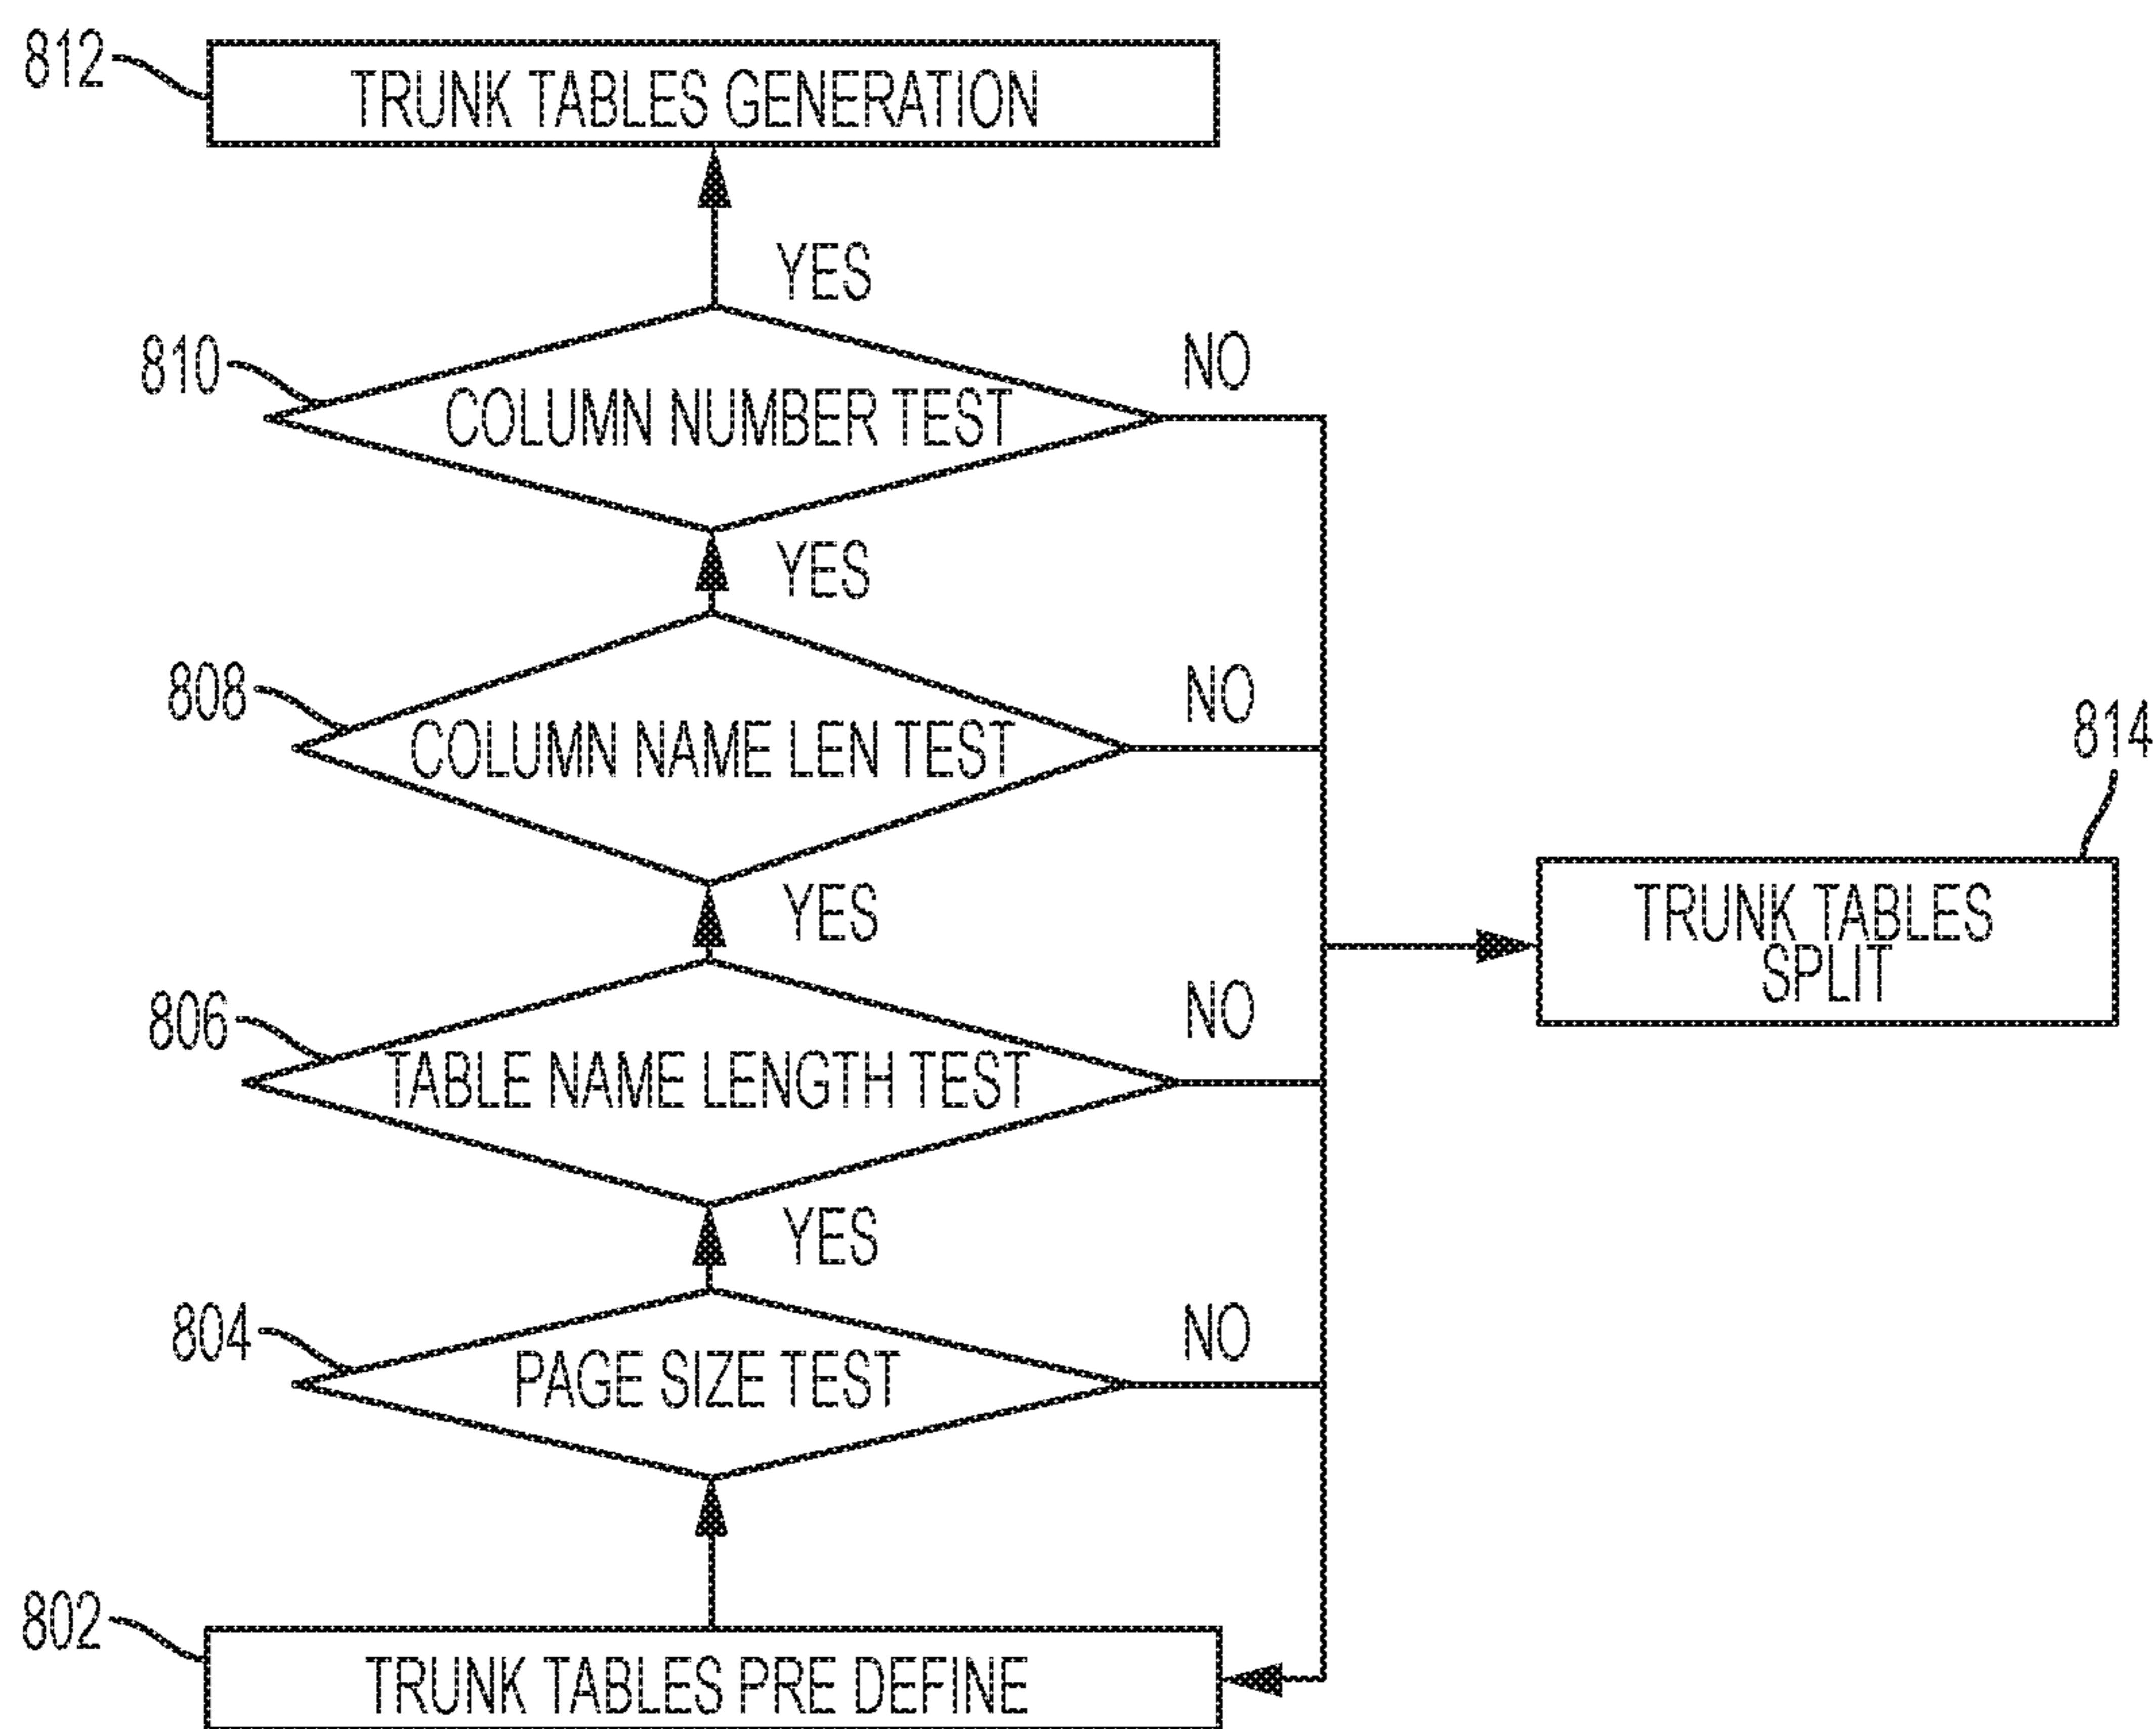 812
TRUNK TABLES GENERATION
YES
810
COLUMN NUMBER TEST
NO
YES
808
COLUMN NAME LEN TEST
NO
814
TRUNK TABLES
SPLIT
YES
806
TABLE NAME LENGTH TEST
NO
YES
804
PAGE SIZE TEST
NO
802
TRUNK TABLES PRE DEFINE